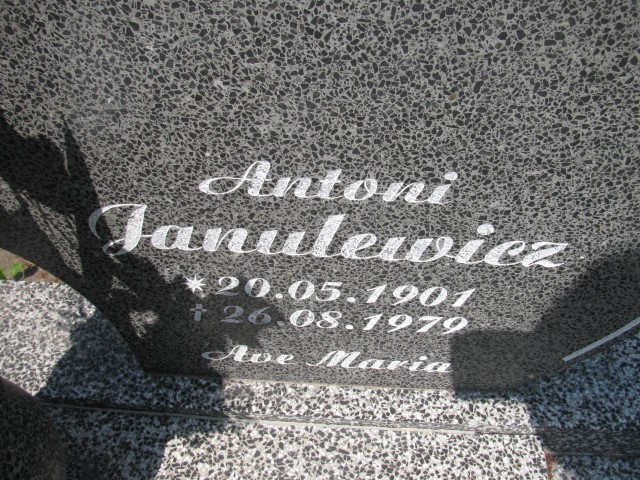 Antoni
Janulewicz
* 20.05.1901
† 26.08.1979
Ave Maria